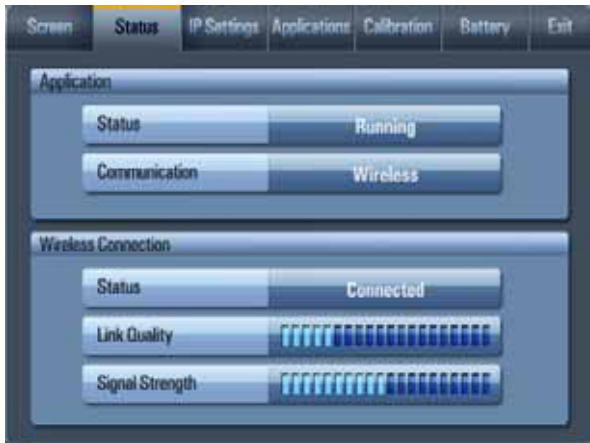 Screen Status IP Settings Applications Calibration Battery Exit
Application
Status Running
Communication Wireless
Wireless Connection
Status Connected
Link Quality
Signal Strength